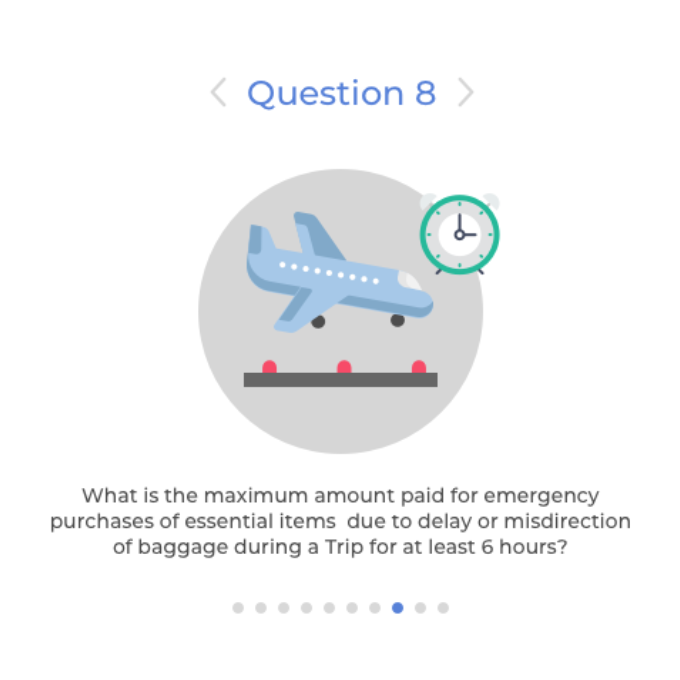 Question 8
What is the maximum amount paid for emergency
purchases of essential items  due to delay or misdirection
of baggage during a Trip for at least 6 hours?